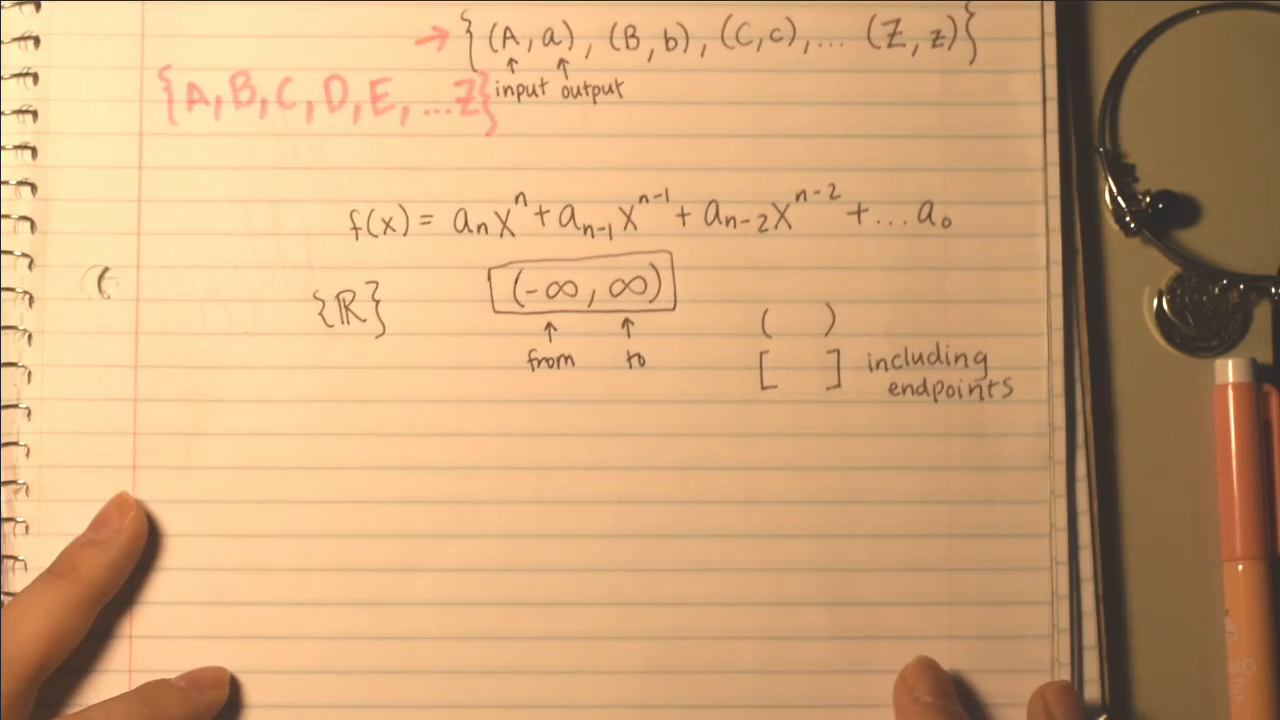 → {(A,a), (B,b), (C,c),... (Z,z)}
↑ ↑
input output
{A,B,C,D,E,...Z}
f(x) = aₙxⁿ + aₙ₋₁xⁿ⁻¹ + aₙ₋₂xⁿ⁻² + ... a₀
{ℝ} (-∞, ∞)
↑ ↑
from to
( )
[ ] including
endpoints